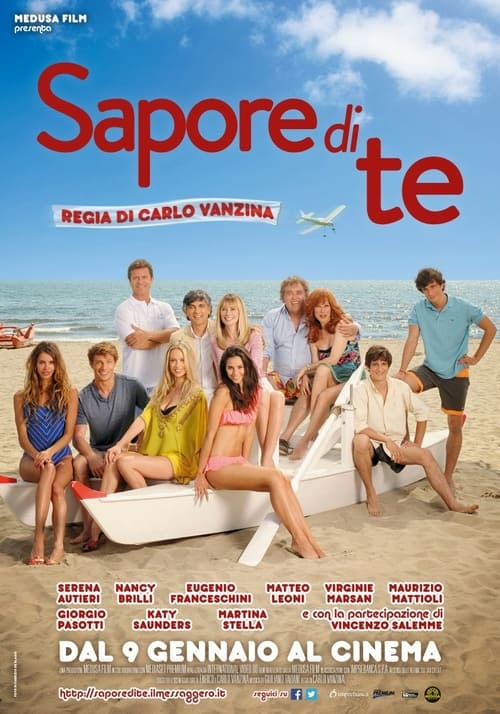 MEDUSA FILM
presenta
Sapore di
te
REGIA DI CARLO VANZINA
SERENA AUTIERI
NANCY BRILLI
EUGENIO FRANCESCHINI
MATTEO LEONI
VIRGINIE MARSAN
MAURIZIO MATTIOLI
GIORGIO PASOTTI
KATY SAUNDERS
MARTINA STELLA
e con la partecipazione di
VINCENZO SALEMME
DAL 9 GENNAIO AL CINEMA
http://saporedite.ilmessaggero.it
seguici su